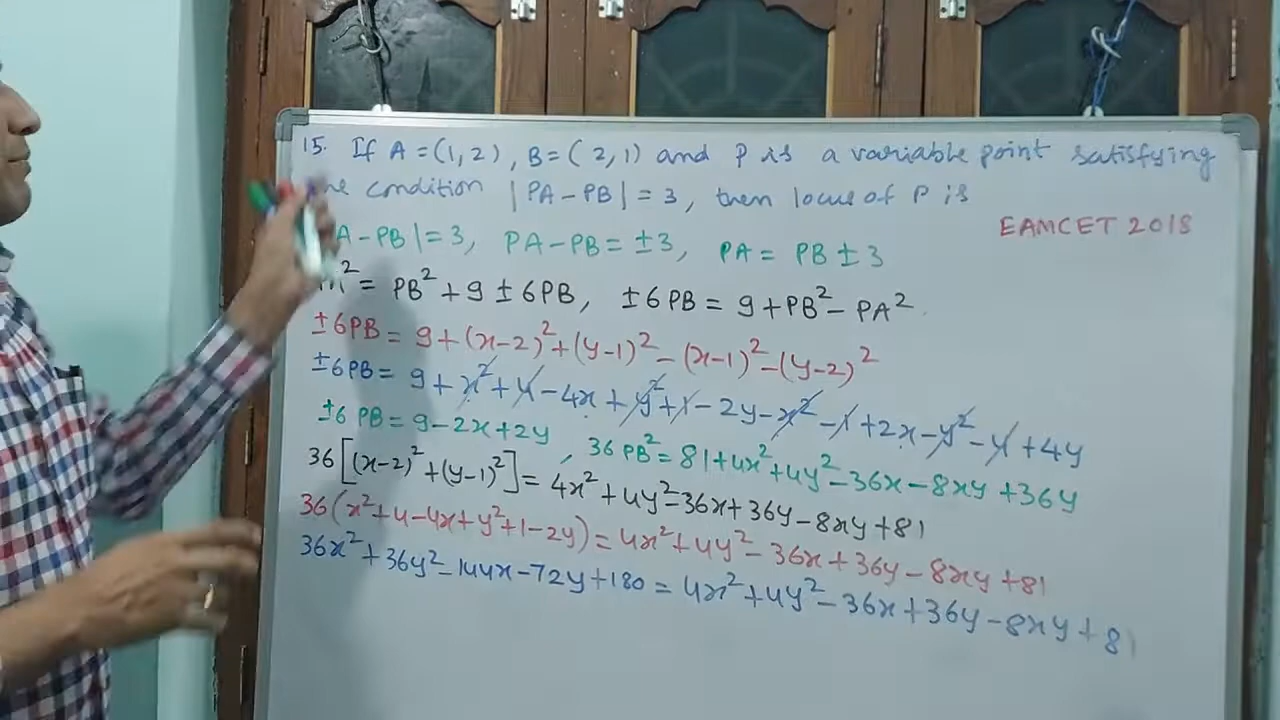 15. If A = (1,2), B = (2,1) and P is a variable point satisfying
condition |PA-PB| = 3, then locus of P is
EAMCET 2018
A-PB|=3, PA-PB= ±3, PA = PB±3
² = PB²+9±6PB, ±6PB = 9+PB²-PA²
±6PB = 9+(x-2)²+(y-1)²-(x-1)²-(y-2)²
±6PB = 9+x²+4-4x+y²+1-2y-x²-1+2x-y²-4+4y
±6PB = 9-2x+2y, 36PB²=81+4x²+4y²-36x-8xy+36y
36[(x-2)²+(y-1)²] = 4x²+4y²-36x+36y-8xy+81
36(x²+4-4x+y²+1-2y)=4x²+4y²-36x+36y-8xy+81
36x²+36y²-144x-72y+180 = 4x²+4y²-36x+36y-8xy+81